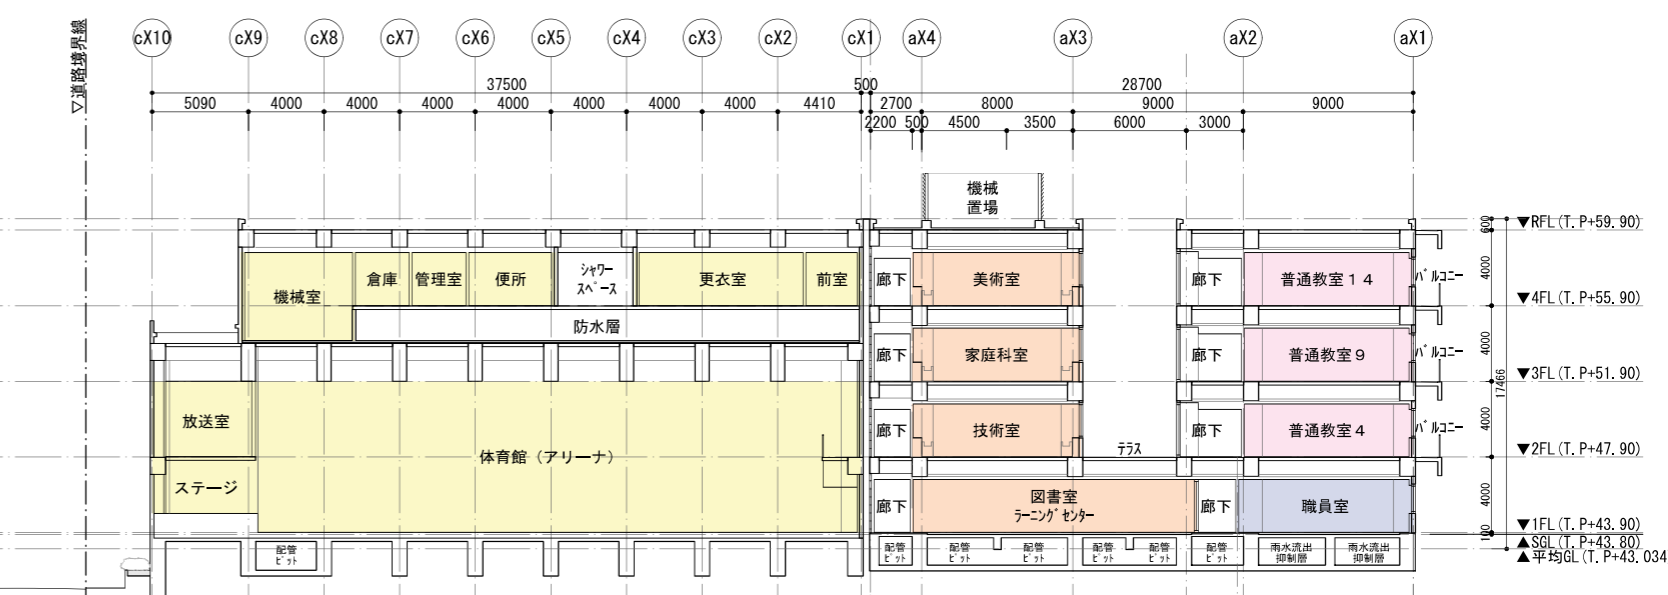 ▽道路境界線
cX10 cX9 cX8 cX7 cX6 cX5 cX4 cX3 cX2 cX1 aX4 aX3 aX2 aX1
37500 500 28700
5090 4000 4000 4000 4000 4000 4000 4000 4410 2700 8000 9000 9000
2200 500 4500 3500 6000 3000
機械
置場
600
▼RFL(T.P+59.90)
機械室 倉庫 管理室 便所 シャワー
スペース
更衣室 前室 廊下 美術室 廊下 普通教室14 バルコニー
4000
▼4FL(T.P+55.90)
防水層
廊下 家庭科室 廊下 普通教室9 バルコニー
4000
▼3FL(T.P+51.90)
17466
放送室 廊下 技術室 廊下 普通教室4 バルコニー
4000
テラス
▼2FL(T.P+47.90)
体育館（アリーナ）
ステージ 廊下 図書室
ラーニングセンター
廊下 職員室
4000
▼1FL(T.P+43.90)
100
▲SGL(T.P+43.80)
▲平均GL(T.P+43.034
配管
ピット
配管
ピット
配管
ピット
配管
ピット
配管
ピット
配管
ピット
配管
ピット
雨水流出
抑制層
雨水流出
抑制層